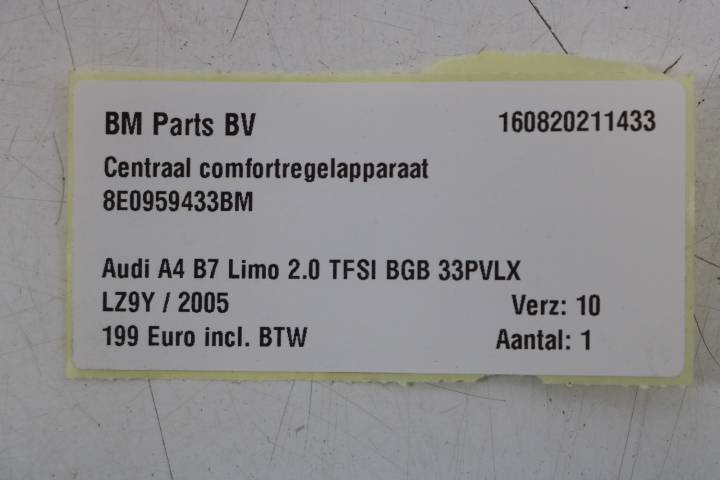 BM Parts BV 160820211433
Centraal comfortregelapparaat
8E0959433BM
Audi A4 B7 Limo 2.0 TFSI BGB 33PVLX
LZ9Y / 2005 Verz: 10
199 Euro incl. BTW Aantal: 1